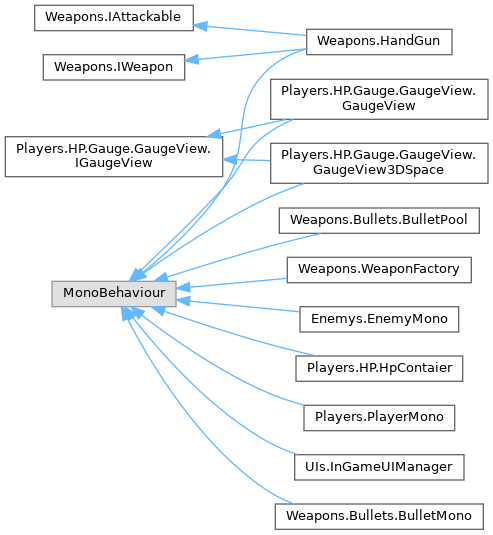 Weapons.IAttackable
Weapons.HandGun
Weapons.IWeapon
Players.HP.Gauge.GaugeView.
GaugeView
Players.HP.Gauge.GaugeView.
IGaugeView
Players.HP.Gauge.GaugeView.
GaugeView3DSpace
Weapons.Bullets.BulletPool
Weapons.WeaponFactory
MonoBehaviour
Enemys.EnemyMono
Players.HP.HpContaier
Players.PlayerMono
UIs.InGameUIManager
Weapons.Bullets.BulletMono